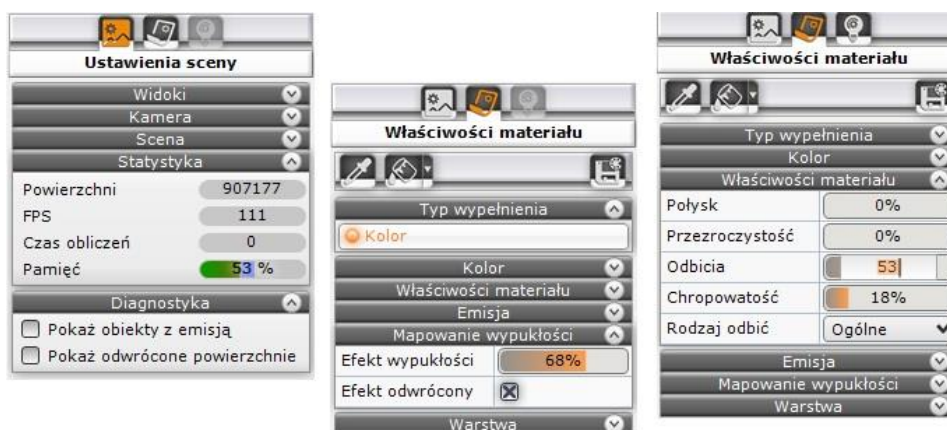 Ustawienia sceny
Widoki
Kamera
Scena
Statystyka
Powierzchni 907177
FPS 111
Czas obliczeń 0
Pamięć 53 %
Diagnostyka
Pokaż obiekty z emisją
Pokaż odwrócone powierzchnie
Właściwości materiału
Typ wypełnienia
Kolor
Kolor
Właściwości materiału
Emisja
Mapowanie wypukłości
Efekt wypukłości 68%
Efekt odwrócony
Warstwa
Właściwości materiału
Typ wypełnienia
Kolor
Właściwości materiału
Połysk 0%
Przezroczystość 0%
Odbicia 53
Chropowatość 18%
Rodzaj odbić Ogólne
Emisja
Mapowanie wypukłości
Warstwa